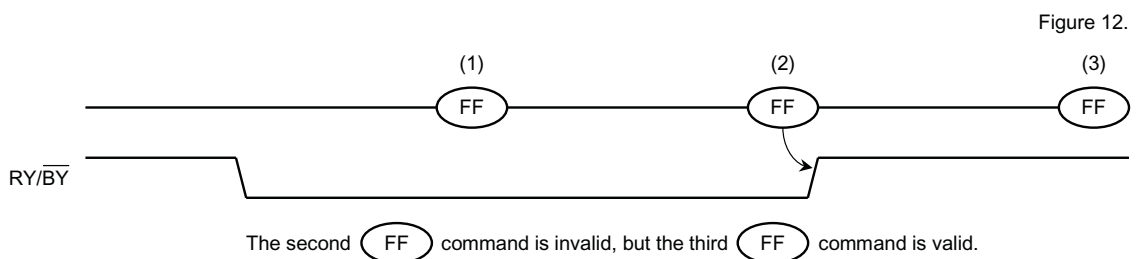 Figure 12.
(1) (2) (3)
FF FF FF
RY/B̅Y̅
The second FF command is invalid, but the third FF command is valid.